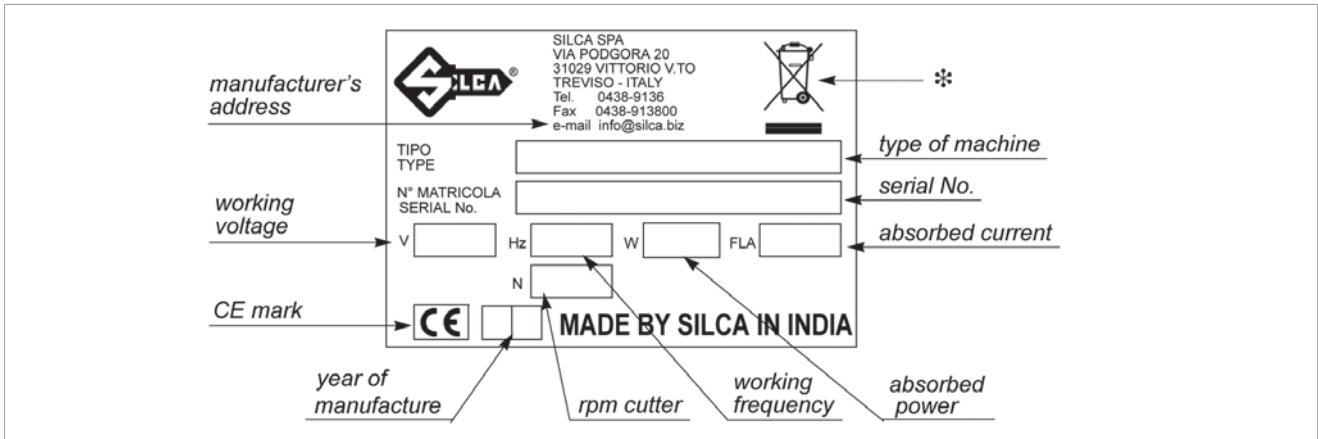 SILCA®
SILCA SPA
VIA PODGORA 20
31029 VITTORIO V.TO
TREVISO - ITALY
Tel. 0438-9136
Fax 0438-913800
e-mail info@silca.biz
manufacturer's
address
*
TIPO
TYPE
type of machine
N° MATRICOLA
SERIAL No.
serial No.
working
voltage
V Hz W FLA
absorbed current
N
CE mark
CE
MADE BY SILCA IN INDIA
year of
manufacture
rpm cutter
working
frequency
absorbed
power